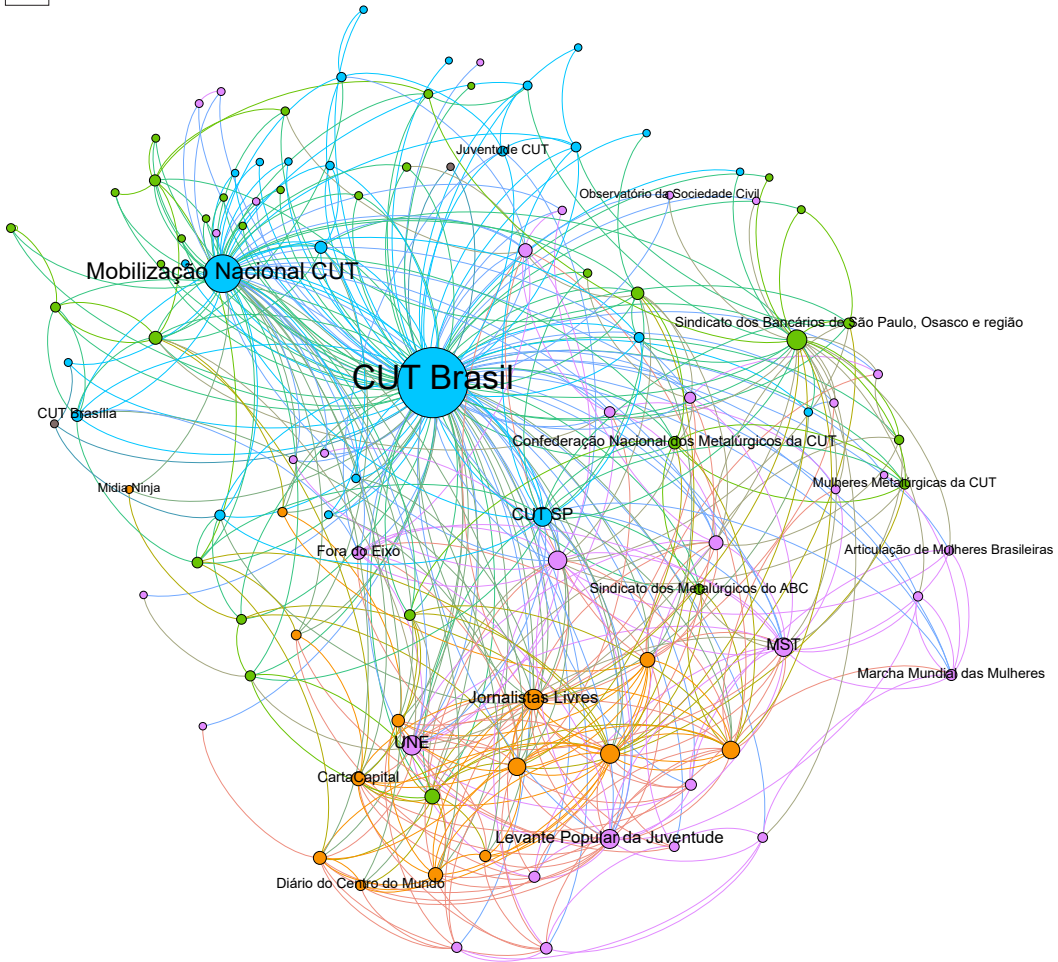 Juventude CUT
Observatório da Sociedade Civil
Mobilização Nacional CUT
Sindicato dos Bancários de São Paulo, Osasco e região
CUT Brasil
CUT Brasília
Confederação Nacional dos Metalúrgicos da CUT
Mulheres Metalúrgicas da CUT
Midia Ninja
CUT SP
Fora do Eixo
Articulação de Mulheres Brasileiras
Sindicato dos Metalúrgicos do ABC
MST
Marcha Mundial das Mulheres
Jornalistas Livres
UNE
CartaCapital
Levante Popular da Juventude
Diário do Centro do Mundo